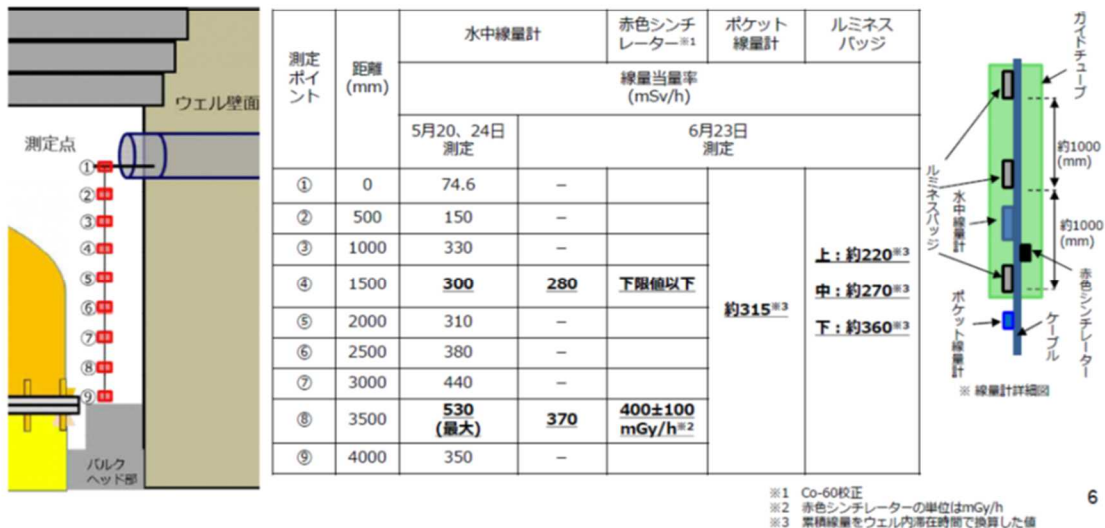 ウェル壁面
測定点
①
②
③
④
⑤
⑥
⑦
⑧
⑨
バルク
ヘッド部
測定
ポイ
ント
距離
(mm)
水中線量計
赤色シンチ
レーター※1
ポケット
線量計
ルミネス
バッジ
線量当量率
(mSv/h)
5月20、24日
測定
6月23日
測定
① 0 74.6 −
② 500 150 −
③ 1000 330 −
④ 1500 300 280 下限値以下
⑤ 2000 310 −
⑥ 2500 380 −
⑦ 3000 440 −
⑧ 3500 530
(最大) 370 400±100
mGy/h※2
⑨ 4000 350 −
約315※3
上：約220※3
中：約270※3
下：約360※3
ガイドチューブ
約1000
(mm)
ルミネスバッジ
水中線量計
約1000
(mm)
赤色シンチレーター
ケーブル
ポケット線量計
※ 線量計詳細図
※1 Co-60校正
※2 赤色シンチレーターの単位はmGy/h
※3 累積線量をウェル内滞在時間で換算した値
6